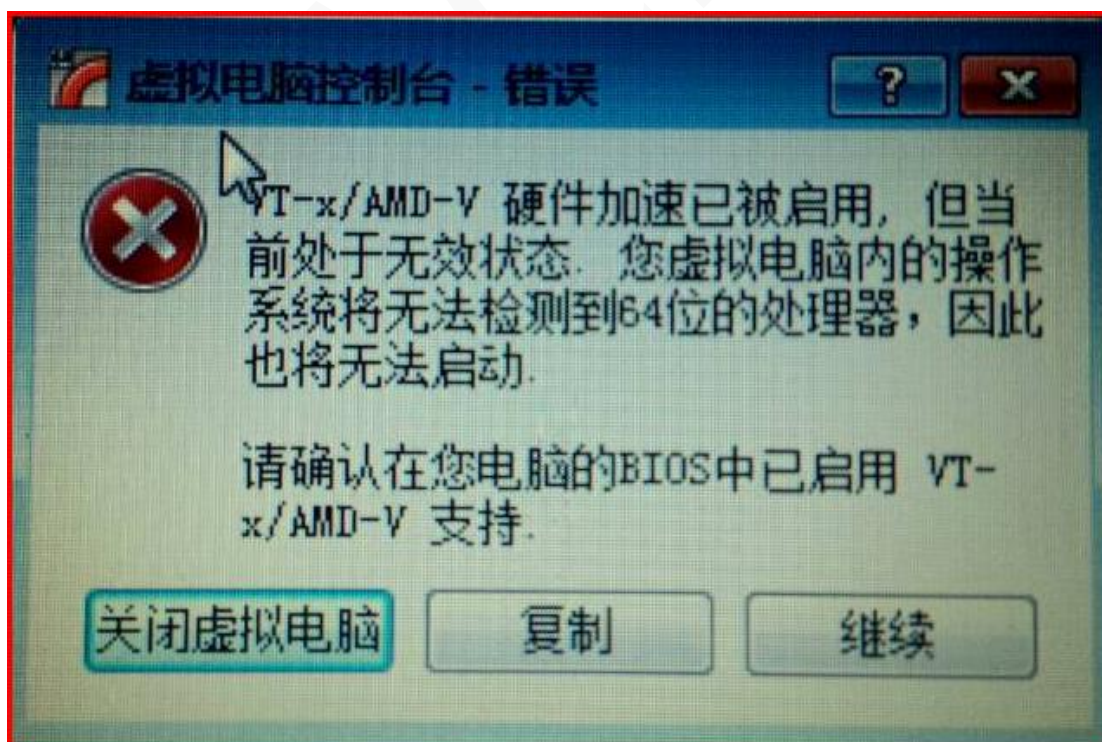 虚拟电脑控制台 - 错误
VT-x/AMD-V 硬件加速已被启用, 但当
前处于无效状态. 您虚拟电脑内的操作
系统将无法检测到64位的处理器, 因此
也将无法启动.
请确认在您电脑的BIOS中已启用 VT-
x/AMD-V 支持.
关闭虚拟电脑 复制 继续